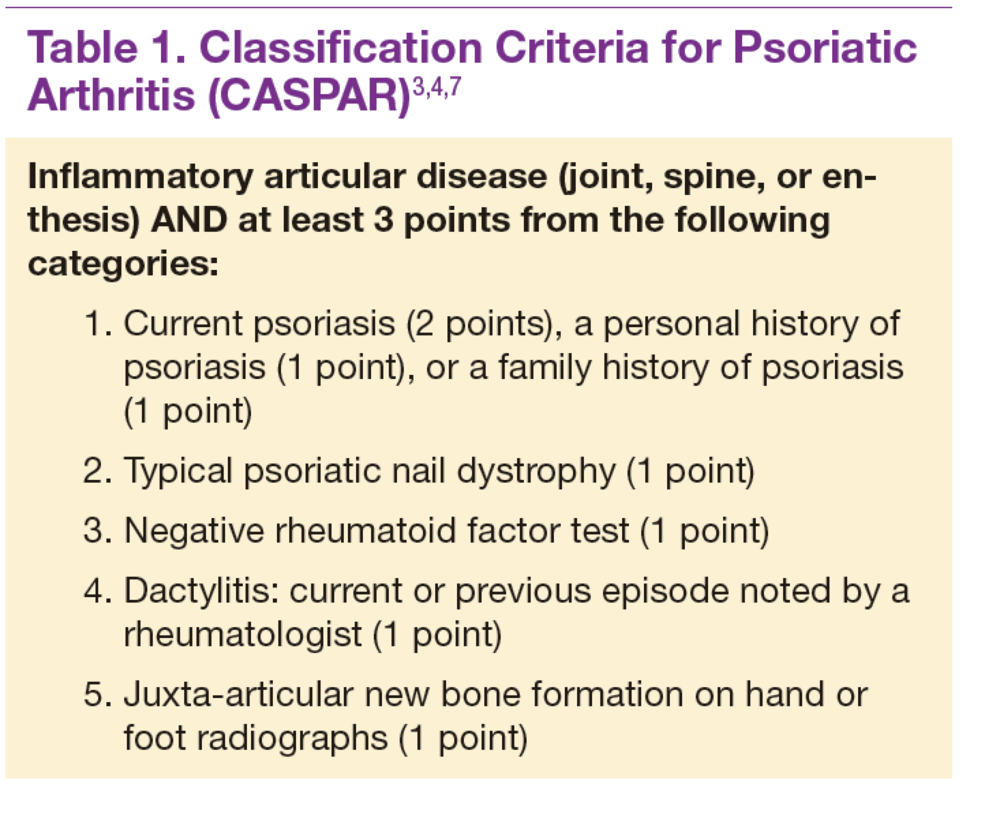 Table 1. Classification Criteria for Psoriatic
Arthritis (CASPAR)3,4,7
Inflammatory articular disease (joint, spine, or en-
thesis) AND at least 3 points from the following
categories:
1. Current psoriasis (2 points), a personal history of
psoriasis (1 point), or a family history of psoriasis
(1 point)
2. Typical psoriatic nail dystrophy (1 point)
3. Negative rheumatoid factor test (1 point)
4. Dactylitis: current or previous episode noted by a
rheumatologist (1 point)
5. Juxta-articular new bone formation on hand or
foot radiographs (1 point)